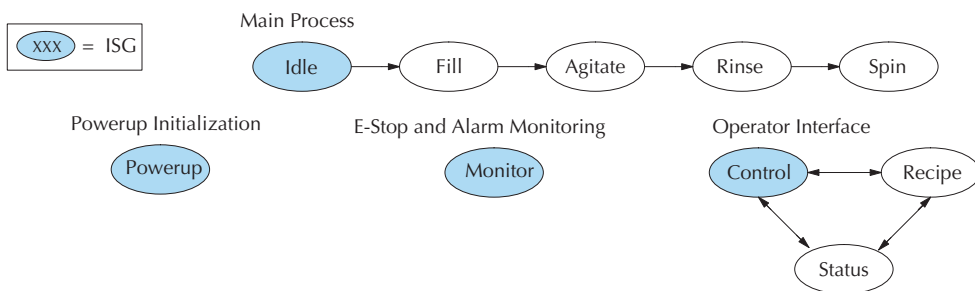 Main Process
xxx = ISG
Idle
Fill
Agitate
Rinse
Spin
Powerup Initialization
E-Stop and Alarm Monitoring
Operator Interface
Powerup
Monitor
Control
Recipe
Status